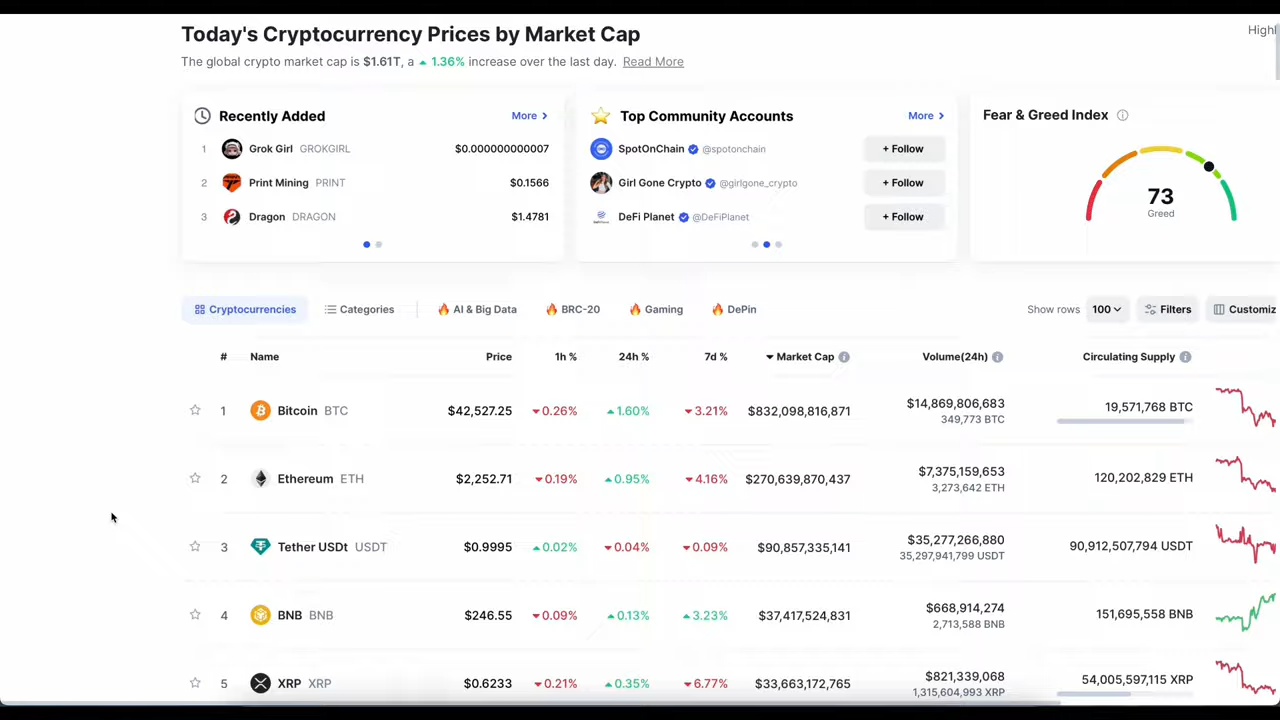 Today's Cryptocurrency Prices by Market Cap
Highl
The global crypto market cap is $1.61T, a 1.36% increase over the last day. Read More
Recently Added More
1 Grok Girl GROKGIRL $0.000000000007
2 Print Mining PRINT $0.1566
3 Dragon DRAGON $1.4781
Top Community Accounts More
SpotOnChain @spotonchain + Follow
Girl Gone Crypto @girlgone_crypto + Follow
DeFi Planet @DeFiPlanet + Follow
Fear & Greed Index
73
Greed
Cryptocurrencies Categories AI & Big Data BRC-20 Gaming DePin Show rows 100 Filters Customiz
# Name Price 1h % 24h % 7d % Market Cap Volume(24h) Circulating Supply
1 Bitcoin BTC $42,527.25 0.26% 1.60% 3.21% $832,098,816,871 $14,869,806,683 19,571,768 BTC
349,773 BTC
2 Ethereum ETH $2,252.71 0.19% 0.95% 4.16% $270,639,870,437 $7,375,159,653 120,202,829 ETH
3,273,642 ETH
3 Tether USDt USDT $0.9995 0.02% 0.04% 0.09% $90,857,335,141 $35,277,266,880 90,912,507,794 USDT
35,297,941,799 USDT
4 BNB BNB $246.55 0.09% 0.13% 3.23% $37,417,524,831 $668,914,274 151,695,558 BNB
2,713,588 BNB
5 XRP XRP $0.6233 0.21% 0.35% 6.77% $33,663,172,765 $821,339,068 54,005,597,115 XRP
1,315,604,993 XRP